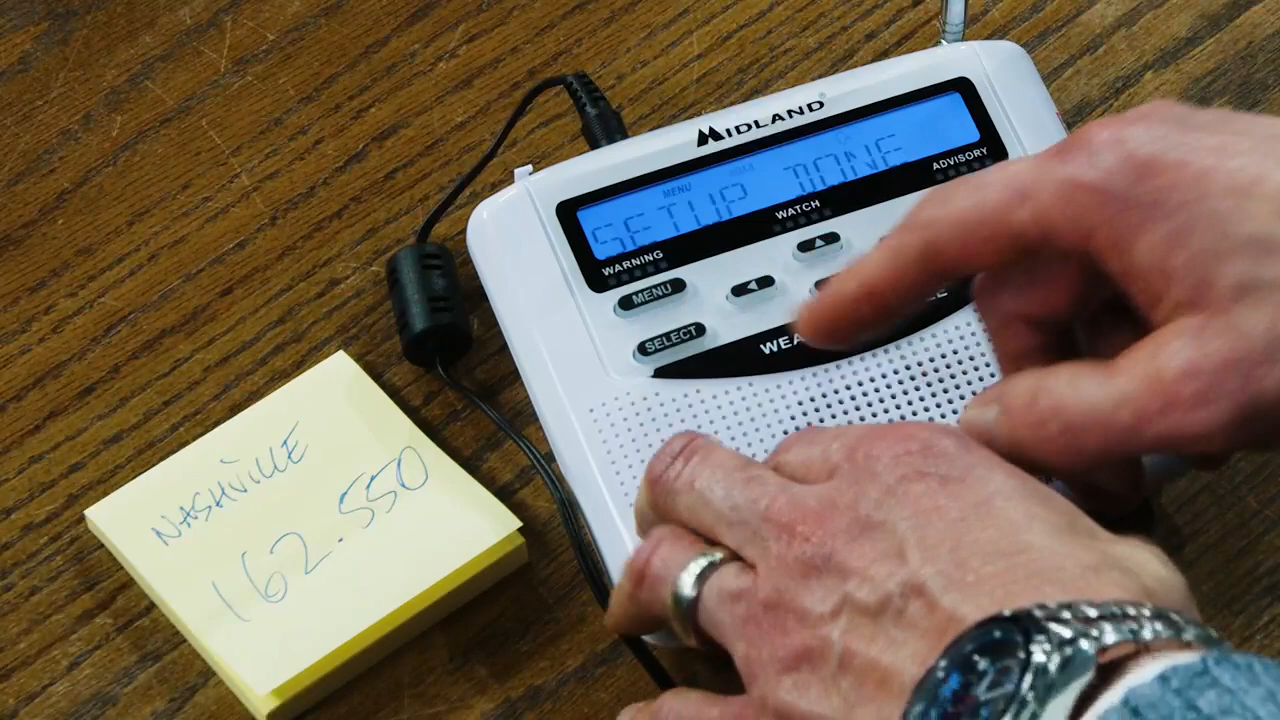 MIDLAND
MENU
SETUP DONE
WARNING
WATCH
ADVISORY
MENU
SELECT
NASHVILLE
162.550